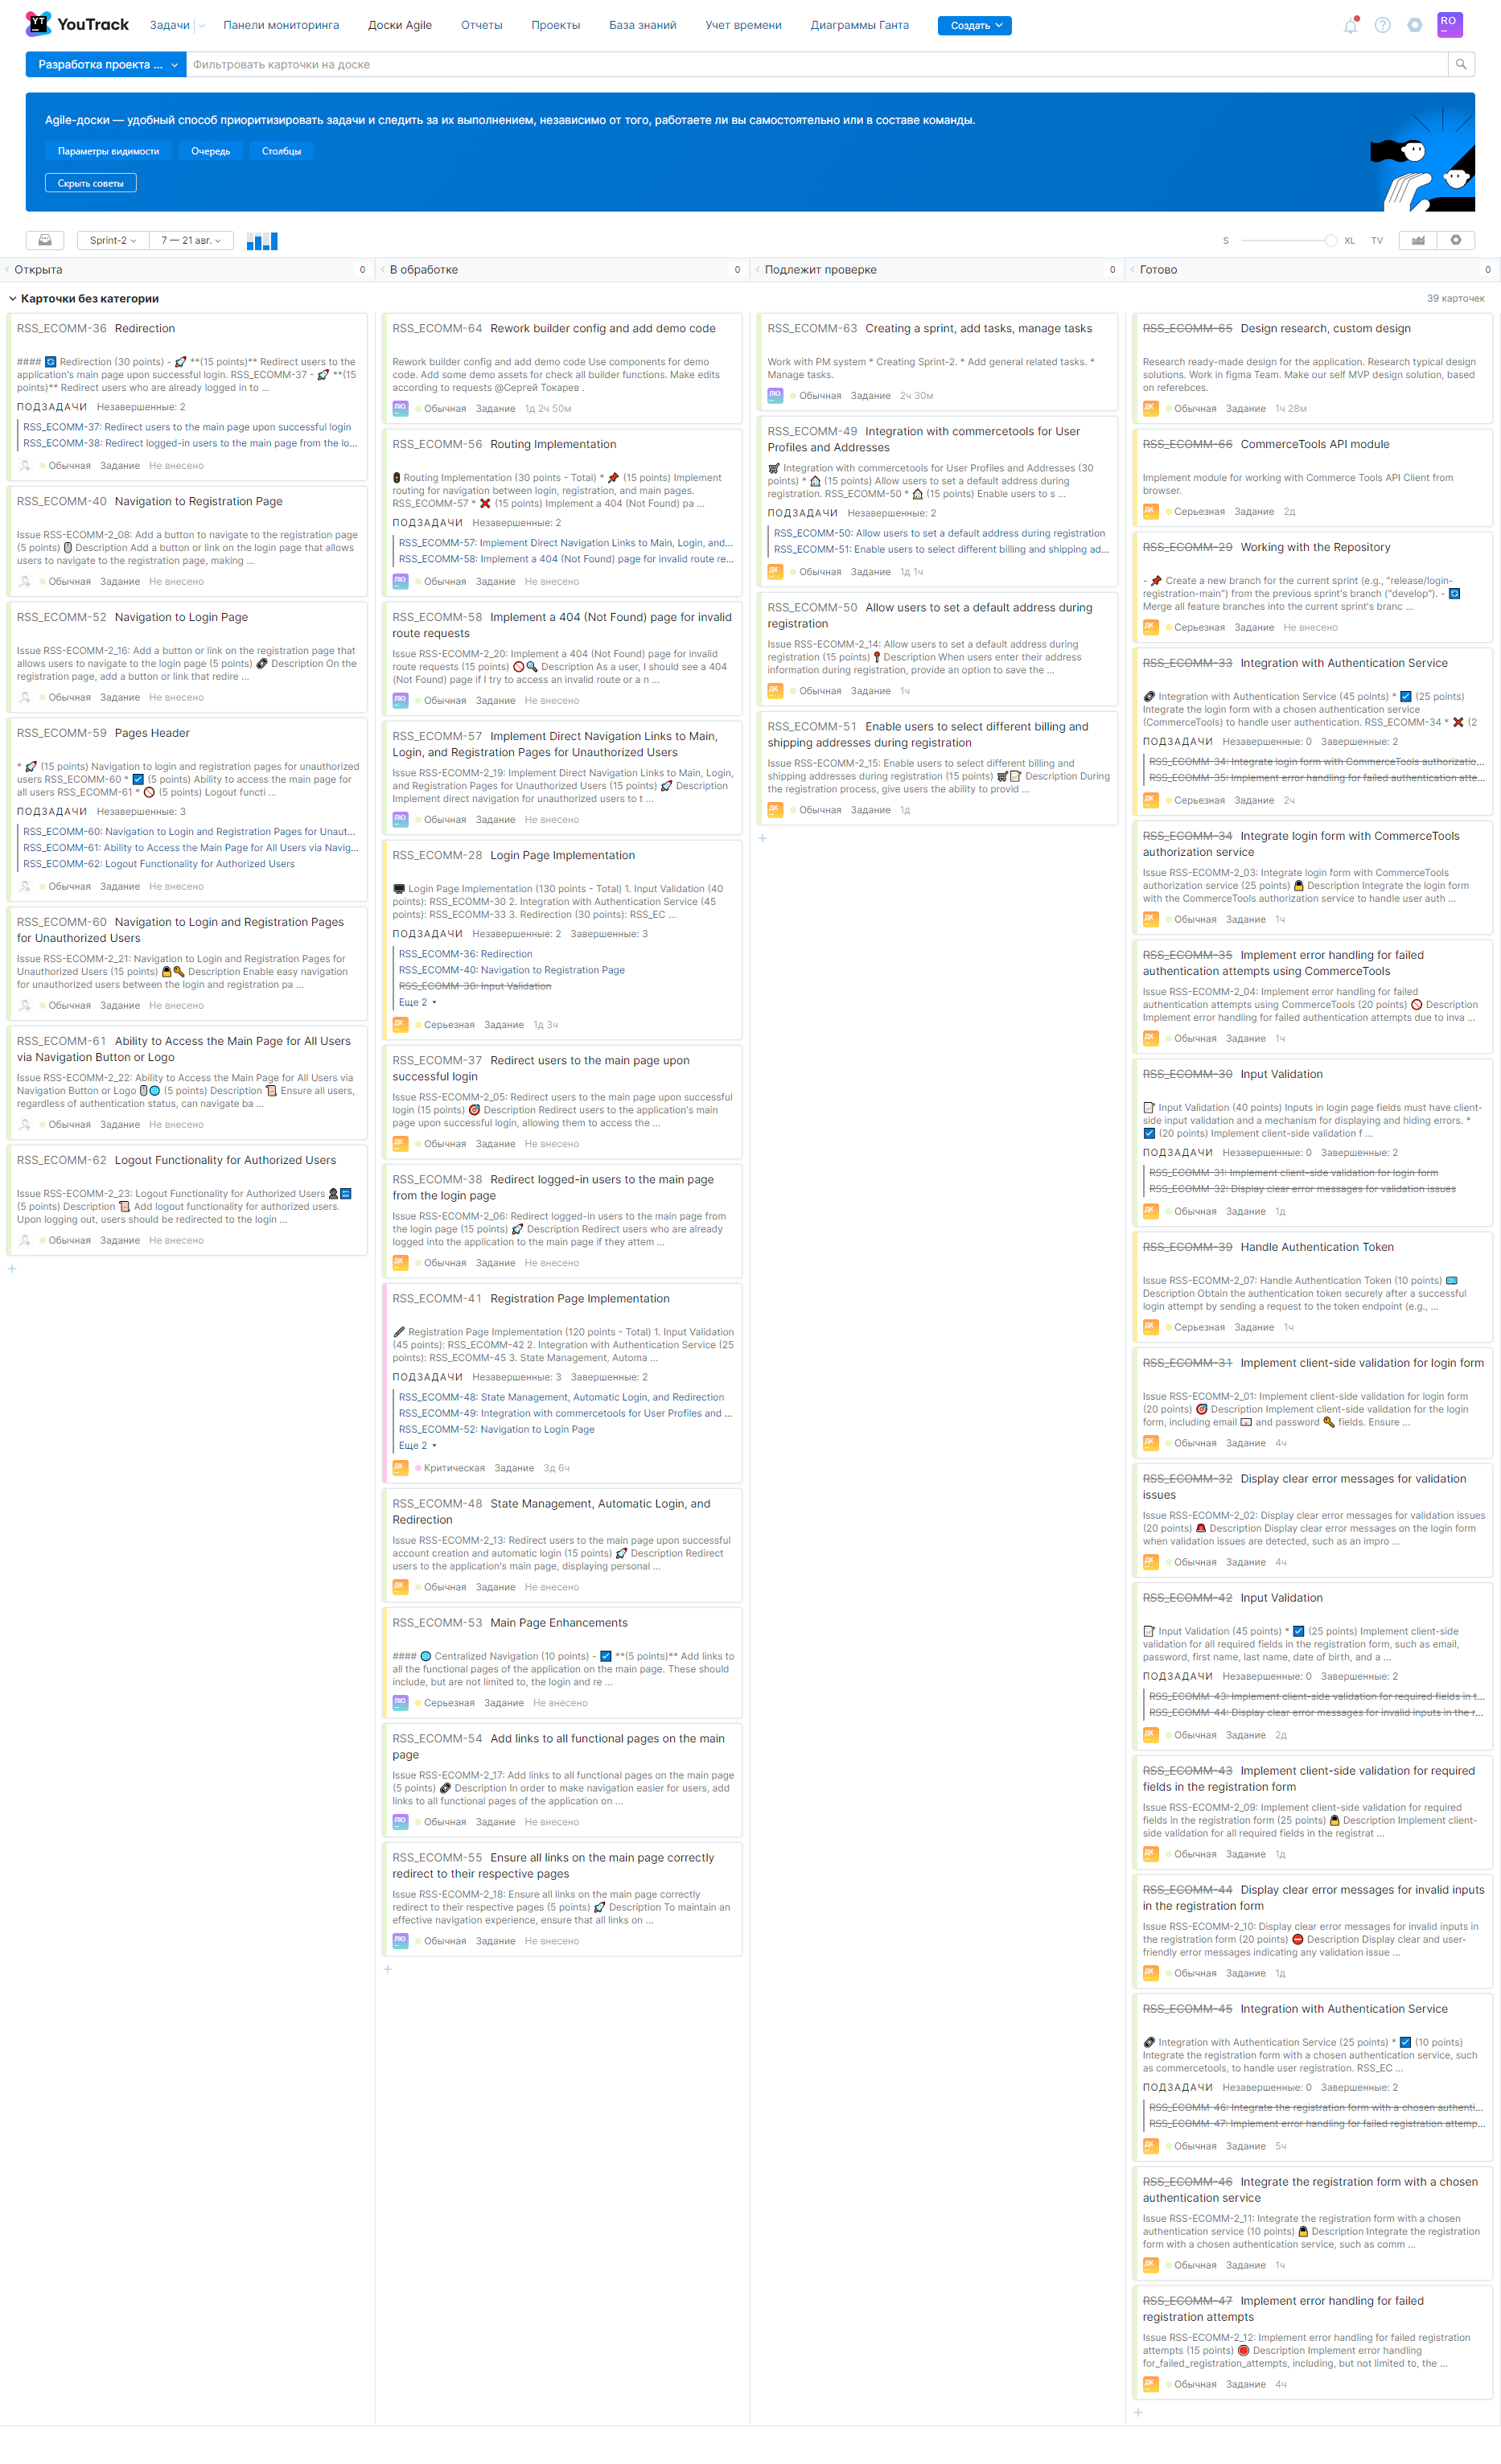 YouTrack
Задачи
Панели мониторинга
Доски Agile
Отчеты
Проекты
База знаний
Учет времени
Диаграммы Ганта
Создать
RO
Разработка проекта ...
Фильтровать карточки на доске
Agile-доски — удобный способ приоритизировать задачи и следить за их выполнением, независимо от того, работаете ли вы самостоятельно или в составе команды.
Параметры видимости
Очередь
Столбцы
Скрыть советы
Sprint-2
7 — 21 авг.
S
XL
TV
Открыта 0
В обработке 0
Подлежит проверке 0
Готово 0
Карточки без категории
39 карточек
RSS_ECOMM-36 Redirection
#### 🔄 Redirection (30 points) - 🚀 **(15 points)** Redirect users to the
application's main page upon successful login. RSS_ECOMM-37 - 🚀 **(15
points)** Redirect users who are already logged in to ...
ПОДЗАДАЧИ Незавершенные: 2
RSS_ECOMM-37: Redirect users to the main page upon successful login
RSS_ECOMM-38: Redirect logged-in users to the main page from the lo...
Обычная Задание Не внесено
RSS_ECOMM-40 Navigation to Registration Page
Issue RSS-ECOMM-2_08: Add a button to navigate to the registration page
(5 points) 🖱 Description Add a button or link on the login page that allows
users to navigate to the registration page, making ...
Обычная Задание Не внесено
RSS_ECOMM-52 Navigation to Login Page
Issue RSS-ECOMM-2_16: Add a button or link on the registration page that
allows users to navigate to the login page (5 points) 🔗 Description On the
registration page, add a button or link that redire ...
Обычная Задание Не внесено
RSS_ECOMM-59 Pages Header
* 🚀 (15 points) Navigation to login and registration pages for unauthorized
users RSS_ECOMM-60 * ☑ (5 points) Ability to access the main page for
all users RSS_ECOMM-61 * 🚫 (5 points) Logout functi ...
ПОДЗАДАЧИ Незавершенные: 3
RSS_ECOMM-60: Navigation to Login and Registration Pages for Unaut...
RSS_ECOMM-61: Ability to Access the Main Page for All Users via Navig...
RSS_ECOMM-62: Logout Functionality for Authorized Users
Обычная Задание Не внесено
RSS_ECOMM-60 Navigation to Login and Registration Pages
for Unauthorized Users
Issue RSS-ECOMM-2_21: Navigation to Login and Registration Pages for
Unauthorized Users (15 points) 🔒🔑 Description Enable easy navigation
for unauthorized users between the login and registration pa ...
Обычная Задание Не внесено
RSS_ECOMM-61 Ability to Access the Main Page for All Users
via Navigation Button or Logo
Issue RSS-ECOMM-2_22: Ability to Access the Main Page for All Users via
Navigation Button or Logo 🖱🌐 (5 points) Description 📜 Ensure all users,
regardless of authentication status, can navigate ba ...
Обычная Задание Не внесено
RSS_ECOMM-62 Logout Functionality for Authorized Users
Issue RSS-ECOMM-2_23: Logout Functionality for Authorized Users
(5 points) Description 📜 Add logout functionality for authorized users.
Upon logging out, users should be redirected to the login ...
Обычная Задание Не внесено
RSS_ECOMM-64 Rework builder config and add demo code
Rework builder config and add demo code Use components for demo
code. Add some demo assets for check all builder functions. Make edits
according to requests @Сергей Токарев .
ЛЮ Обычная Задание 1д 2ч 50м
RSS_ECOMM-56 Routing Implementation
🚦 Routing Implementation (30 points - Total) * 📌 (15 points) Implement
routing for navigation between login, registration, and main pages.
RSS_ECOMM-57 * ❌ (15 points) Implement a 404 (Not Found) pa ...
ПОДЗАДАЧИ Незавершенные: 2
RSS_ECOMM-57: Implement Direct Navigation Links to Main, Login, and...
RSS_ECOMM-58: Implement a 404 (Not Found) page for invalid route re...
ЛЮ Обычная Задание Не внесено
RSS_ECOMM-58 Implement a 404 (Not Found) page for invalid
route requests
Issue RSS-ECOMM-2_20: Implement a 404 (Not Found) page for invalid
route requests (15 points) 🚫🔍 Description As a user, I should see a 404
(Not Found) page if I try to access an invalid route or a n ...
ЛЮ Обычная Задание Не внесено
RSS_ECOMM-57 Implement Direct Navigation Links to Main,
Login, and Registration Pages for Unauthorized Users
Issue RSS-ECOMM-2_19: Implement Direct Navigation Links to Main, Login,
and Registration Pages for Unauthorized Users (15 points) 🚀 Description
Implement direct navigation for unauthorized users to t ...
ЛЮ Обычная Задание Не внесено
RSS_ECOMM-28 Login Page Implementation
🖥 Login Page Implementation (130 points - Total) 1. Input Validation (40
points): RSS_ECOMM-30 2. Integration with Authentication Service (45
points): RSS_ECOMM-33 3. Redirection (30 points): RSS_EC ...
ПОДЗАДАЧИ Незавершенные: 2 Завершенные: 3
RSS_ECOMM-36: Redirection
RSS_ECOMM-40: Navigation to Registration Page
RSS_ECOMM-30: Input Validation
Еще 2
ДК Серьезная Задание 1д 3ч
RSS_ECOMM-37 Redirect users to the main page upon
successful login
Issue RSS-ECOMM-2_05: Redirect users to the main page upon successful
login (15 points) 🎯 Description Redirect users to the application's main
page upon successful login, allowing them to access the ...
ДК Обычная Задание Не внесено
RSS_ECOMM-38 Redirect logged-in users to the main page
from the login page
Issue RSS-ECOMM-2_06: Redirect logged-in users to the main page from
the login page (15 points) 🚀 Description Redirect users who are already
logged into the application to the main page if they attem ...
ДК Обычная Задание Не внесено
RSS_ECOMM-41 Registration Page Implementation
🖊 Registration Page Implementation (120 points - Total) 1. Input Validation
(45 points): RSS_ECOMM-42 2. Integration with Authentication Service (25
points): RSS_ECOMM-45 3. State Management, Automa ...
ПОДЗАДАЧИ Незавершенные: 3 Завершенные: 2
RSS_ECOMM-48: State Management, Automatic Login, and Redirection
RSS_ECOMM-49: Integration with commercetools for User Profiles and ...
RSS_ECOMM-52: Navigation to Login Page
Еще 2
ДК Критическая Задание 3д 6ч
RSS_ECOMM-48 State Management, Automatic Login, and
Redirection
Issue RSS-ECOMM-2_13: Redirect users to the main page upon successful
account creation and automatic login (15 points) 🚀 Description Redirect
users to the application's main page, displaying personal ...
ДК Обычная Задание Не внесено
RSS_ECOMM-53 Main Page Enhancements
#### 🌐 Centralized Navigation (10 points) - ☑ **(5 points)** Add links to
all the functional pages of the application on the main page. These should
include, but are not limited to, the login and re ...
ЛЮ Серьезная Задание Не внесено
RSS_ECOMM-54 Add links to all functional pages on the main
page
Issue RSS-ECOMM-2_17: Add links to all functional pages on the main page
(5 points) 🔗 Description In order to make navigation easier for users, add
links to all functional pages of the application on ...
ЛЮ Обычная Задание Не внесено
RSS_ECOMM-55 Ensure all links on the main page correctly
redirect to their respective pages
Issue RSS-ECOMM-2_18: Ensure all links on the main page correctly
redirect to their respective pages (5 points) 🚀 Description To maintain an
effective navigation experience, ensure that all links on ...
ЛЮ Обычная Задание Не внесено
RSS_ECOMM-63 Creating a sprint, add tasks, manage tasks
Work with PM system * Creating Sprint-2. * Add general related tasks. *
Manage tasks.
ЛЮ Обычная Задание 2ч 30м
RSS_ECOMM-49 Integration with commercetools for User
Profiles and Addresses
🛒 Integration with commercetools for User Profiles and Addresses (30
points) * 🏠 (15 points) Allow users to set a default address during
registration. RSS_ECOMM-50 * 🏠 (15 points) Enable users to s ...
ПОДЗАДАЧИ Незавершенные: 2
RSS_ECOMM-50: Allow users to set a default address during registration
RSS_ECOMM-51: Enable users to select different billing and shipping ad...
ДК Обычная Задание 1д 1ч
RSS_ECOMM-50 Allow users to set a default address during
registration
Issue RSS-ECOMM-2_14: Allow users to set a default address during
registration (15 points) 📍 Description When users enter their address
information during registration, provide an option to save the ...
ДК Обычная Задание 1ч
RSS_ECOMM-51 Enable users to select different billing and
shipping addresses during registration
Issue RSS-ECOMM-2_15: Enable users to select different billing and
shipping addresses during registration (15 points) 🛒📝 Description During
the registration process, give users the ability to provid ...
ДК Обычная Задание 1д
RSS_ECOMM-65 Design research, custom design
Research ready-made design for the application. Research typical design
solutions. Work in figma Team. Make our self MVP design solution, based
on referebces.
ДК Обычная Задание 1ч 28м
RSS_ECOMM-66 CommerceTools API module
Implement module for working with Commerce Tools API Client from
browser.
ДК Серьезная Задание 2д
RSS_ECOMM-29 Working with the Repository
- 📌 Create a new branch for the current sprint (e.g., "release/login-
registration-main") from the previous sprint's branch ("develop"). - 🔄
Merge all feature branches into the current sprint's branc ...
ДК Серьезная Задание Не внесено
RSS_ECOMM-33 Integration with Authentication Service
🔗 Integration with Authentication Service (45 points) * ☑ (25 points)
Integrate the login form with a chosen authentication service
(CommerceTools) to handle user authentication. RSS_ECOMM-34 * ❌ (2
ПОДЗАДАЧИ Незавершенные: 0 Завершенные: 2
RSS_ECOMM-34: Integrate login form with CommerceTools authorizatio...
RSS_ECOMM-35: Implement error handling for failed authentication atte...
ДК Серьезная Задание 2ч
RSS_ECOMM-34 Integrate login form with CommerceTools
authorization service
Issue RSS-ECOMM-2_03: Integrate login form with CommerceTools
authorization service (25 points) 🔒 Description Integrate the login form
with the CommerceTools authorization service to handle user auth ...
ДК Обычная Задание 1ч
RSS_ECOMM-35 Implement error handling for failed
authentication attempts using CommerceTools
Issue RSS-ECOMM-2_04: Implement error handling for failed
authentication attempts using CommerceTools (20 points) 🚫 Description
Implement error handling for failed authentication attempts due to inva ...
ДК Обычная Задание 1ч
RSS_ECOMM-30 Input Validation
📝 Input Validation (40 points) Inputs in login page fields must have client-
side input validation and a mechanism for displaying and hiding errors. *
☑ (20 points) Implement client-side validation f ...
ПОДЗАДАЧИ Незавершенные: 0 Завершенные: 2
RSS_ECOMM-31: Implement client-side validation for login form
RSS_ECOMM-32: Display clear error messages for validation issues
ДК Обычная Задание 1д
RSS_ECOMM-39 Handle Authentication Token
Issue RSS-ECOMM-2_07: Handle Authentication Token (10 points) 🎫
Description Obtain the authentication token securely after a successful
login attempt by sending a request to the token endpoint (e.g., ...
ДК Серьезная Задание 1ч
RSS_ECOMM-31 Implement client-side validation for login form
Issue RSS-ECOMM-2_01: Implement client-side validation for login form
(20 points) 🎯 Description Implement client-side validation for the login
form, including email 📧 and password 🔑 fields. Ensure ...
ДК Обычная Задание 4ч
RSS_ECOMM-32 Display clear error messages for validation
issues
Issue RSS-ECOMM-2_02: Display clear error messages for validation issues
(20 points) 🚨 Description Display clear error messages on the login form
when validation issues are detected, such as an impro ...
ДК Обычная Задание 4ч
RSS_ECOMM-42 Input Validation
📝 Input Validation (45 points) * ☑ (25 points) Implement client-side
validation for all required fields in the registration form, such as email,
password, first name, last name, date of birth, and a ...
ПОДЗАДАЧИ Незавершенные: 0 Завершенные: 2
RSS_ECOMM-43: Implement client-side validation for required fields in t...
RSS_ECOMM-44: Display clear error messages for invalid inputs in the r...
ДК Обычная Задание 2д
RSS_ECOMM-43 Implement client-side validation for required
fields in the registration form
Issue RSS-ECOMM-2_09: Implement client-side validation for required
fields in the registration form (25 points) 🔒 Description Implement client-
side validation for all required fields in the registrat ...
ДК Обычная Задание 1д
RSS_ECOMM-44 Display clear error messages for invalid inputs
in the registration form
Issue RSS-ECOMM-2_10: Display clear error messages for invalid inputs in
the registration form (20 points) ⛔ Description Display clear and user-
friendly error messages indicating any validation issue ...
ДК Обычная Задание 1д
RSS_ECOMM-45 Integration with Authentication Service
🔗 Integration with Authentication Service (25 points) * ☑ (10 points)
Integrate the registration form with a chosen authentication service, such
as commercetools, to handle user registration. RSS_EC ...
ПОДЗАДАЧИ Незавершенные: 0 Завершенные: 2
RSS_ECOMM-46: Integrate the registration form with a chosen authenti...
RSS_ECOMM-47: Implement error handling for failed registration attemp...
ДК Обычная Задание 5ч
RSS_ECOMM-46 Integrate the registration form with a chosen
authentication service
Issue RSS-ECOMM-2_11: Integrate the registration form with a chosen
authentication service (10 points) 🔒 Description Integrate the registration
form with a chosen authentication service, such as comm ...
ДК Обычная Задание 1ч
RSS_ECOMM-47 Implement error handling for failed
registration attempts
Issue RSS-ECOMM-2_12: Implement error handling for failed registration
attempts (15 points) 🛑 Description Implement error handling
for_failed_registration_attempts, including, but not limited to, the ...
ДК Обычная Задание 4ч